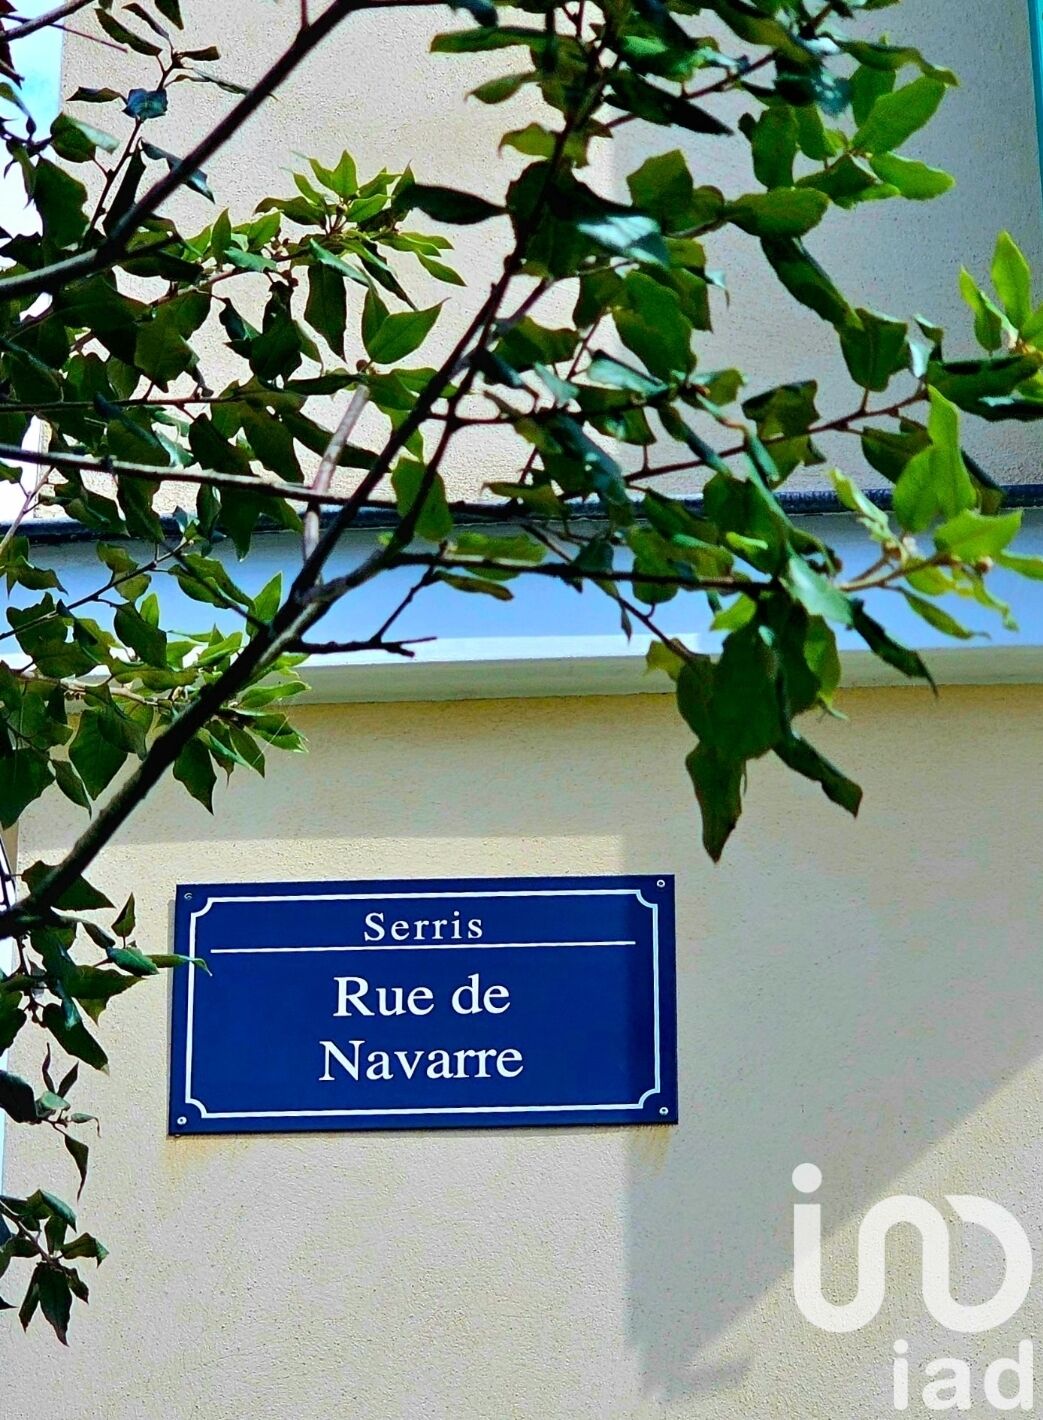 Serris
Rue de
Navarre
iad